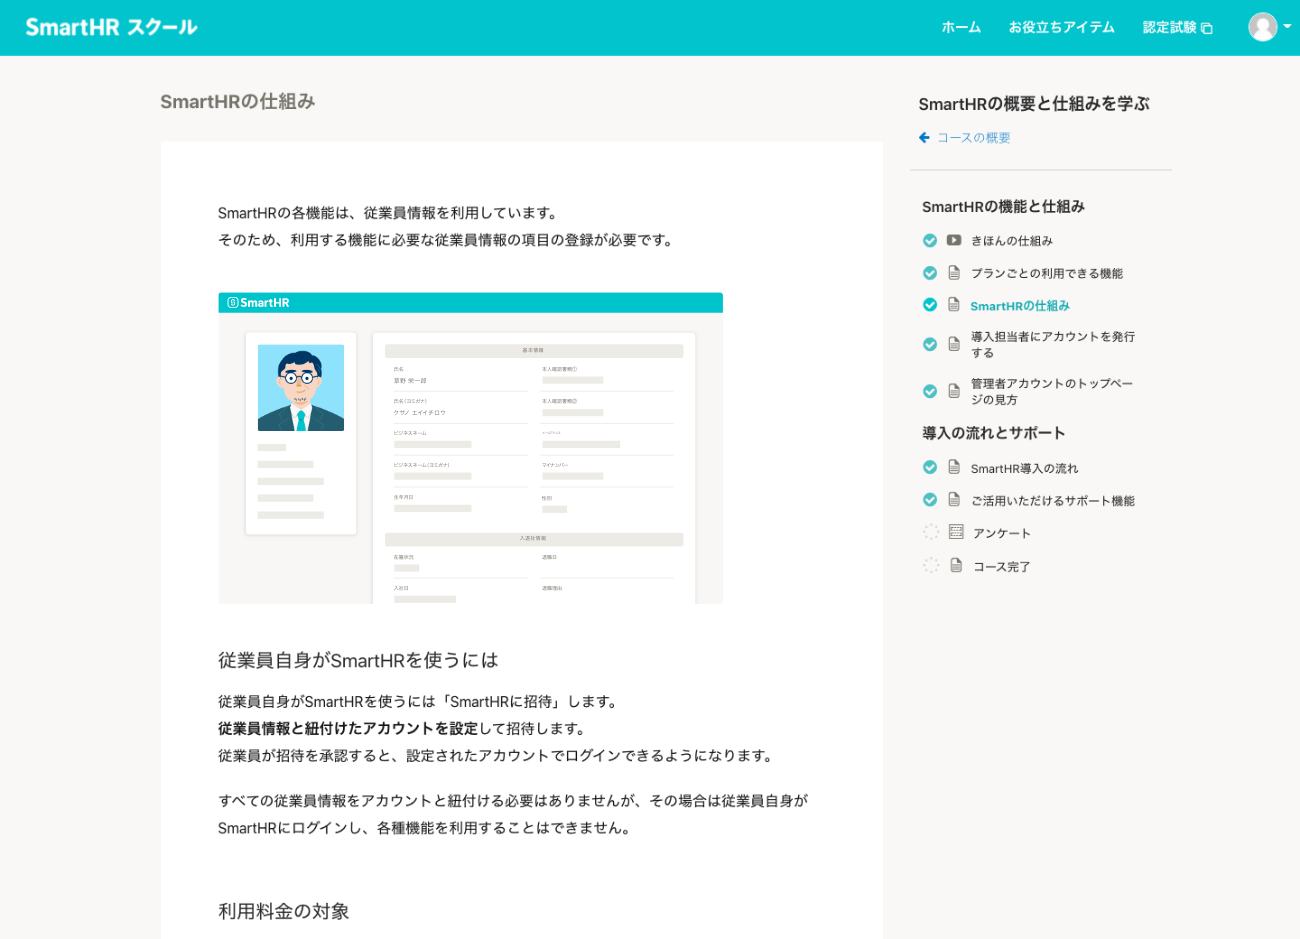 SmartHR スクール
ホーム
お役立ちアイテム
認定試験
SmartHRの仕組み
SmartHRの各機能は、従業員情報を利用しています。
そのため、利用する機能に必要な従業員情報の項目の登録が必要です。
SmartHR
基本情報
氏名
草野 栄一郎
本人確認書類①
氏名(ヨミガナ)
クサノ エイイチロウ
本人確認書類②
ビジネスネーム
ビジネスネーム(ヨミガナ)
マイナンバー
生年月日
性別
入退社情報
在籍状況
退職日
入社日
退職理由
従業員自身がSmartHRを使うには
従業員自身がSmartHRを使うには「SmartHRに招待」します。
従業員情報と紐付けたアカウントを設定して招待します。
従業員が招待を承認すると、設定されたアカウントでログインできるようになります。
すべての従業員情報をアカウントと紐付ける必要はありませんが、その場合は従業員自身が
SmartHRにログインし、各種機能を利用することはできません。
利用料金の対象
SmartHRの概要と仕組みを学ぶ
コースの概要
SmartHRの機能と仕組み
きほんの仕組み
プランごとの利用できる機能
SmartHRの仕組み
導入担当者にアカウントを発行
する
管理者アカウントのトップペー
ジの見方
導入の流れとサポート
SmartHR導入の流れ
ご活用いただけるサポート機能
アンケート
コース完了